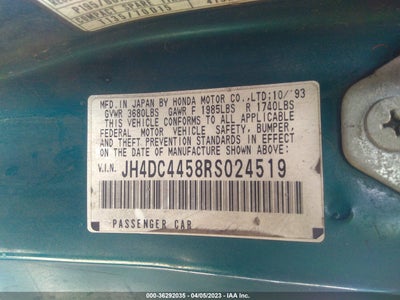 MFD. IN JAPAN BY HONDA MOTOR CO.,LTD;10/'93
GVWR 3680LBS GAWR F 1985LBS R 1740LBS
THIS VEHICLE CONFORMS TO ALL APPLICABLE
FEDERAL MOTOR VEHICLE SAFETY, BUMPER,
AND THEFT PREVENTION STANDARDS IN EFFECT
ON THE DATE OF MANUFACTURE SHOWN ABOVE.
V.I.N. JH4DC4458RS024519
PASSENGER CAR
000-36292035 - 04/05/2023 - IAAI.COM